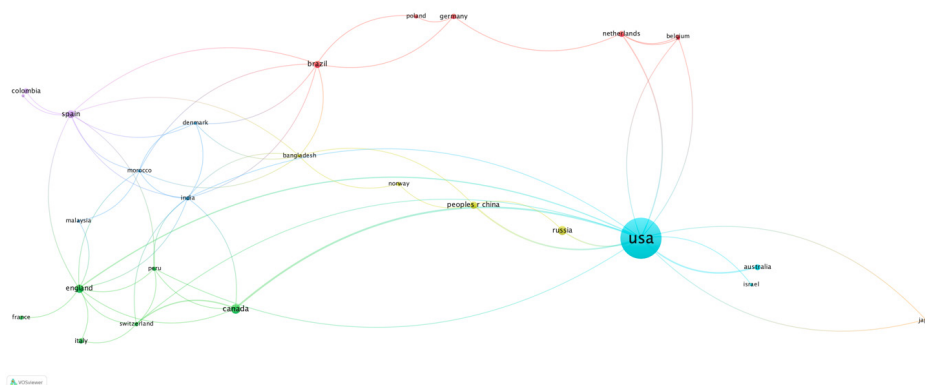 poland
germany
netherlands
belgium
brazil
colombia
spain
denmark
bangladesh
morocco
norway
india
peoples r china
malaysia
russia
usa
peru
australia
israel
england
canada
france
switzerland
italy
VOSviewer